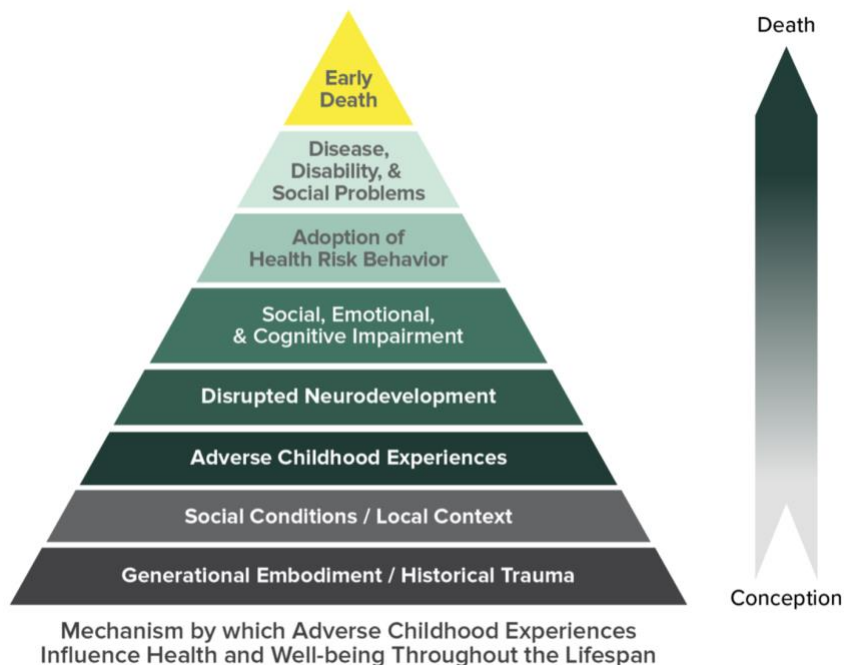 Death
Early
Death
Disease,
Disability, &
Social Problems
Adoption of
Health Risk Behavior
Social, Emotional,
& Cognitive Impairment
Disrupted Neurodevelopment
Adverse Childhood Experiences
Social Conditions / Local Context
Generational Embodiment / Historical Trauma
Conception
Mechanism by which Adverse Childhood Experiences
Influence Health and Well-being Throughout the Lifespan